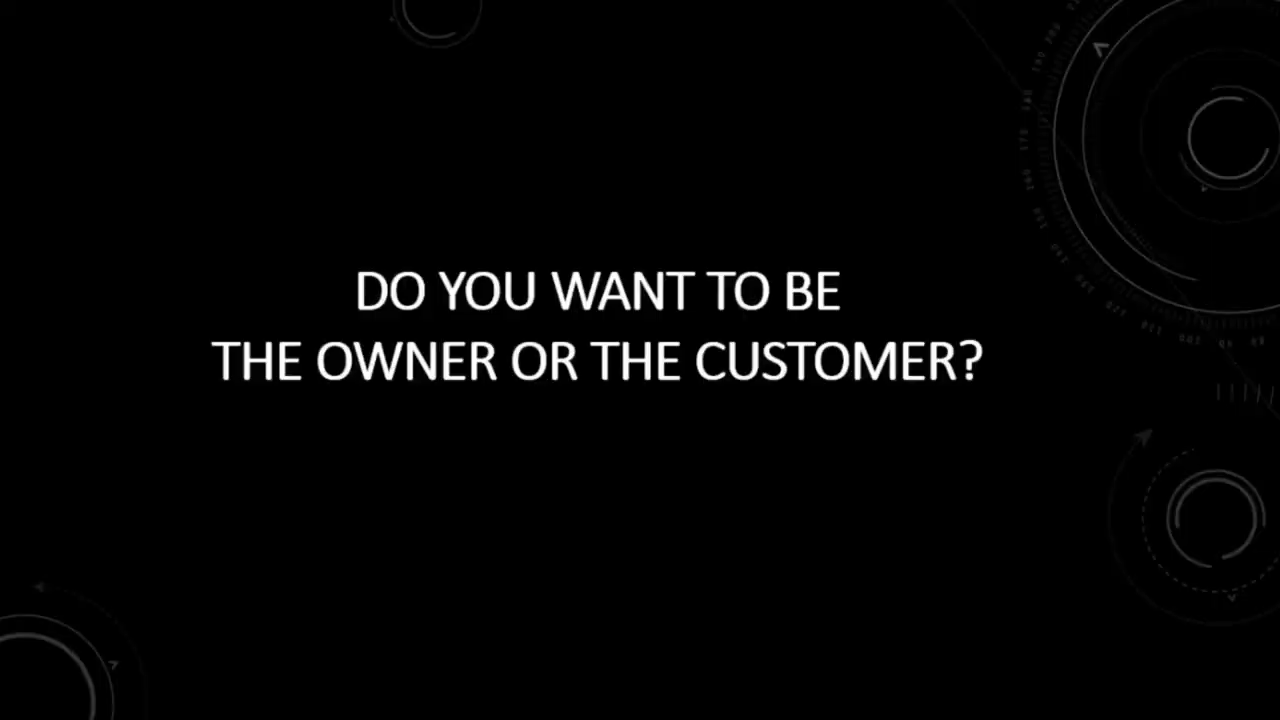 DO YOU WANT TO BE
THE OWNER OR THE CUSTOMER?